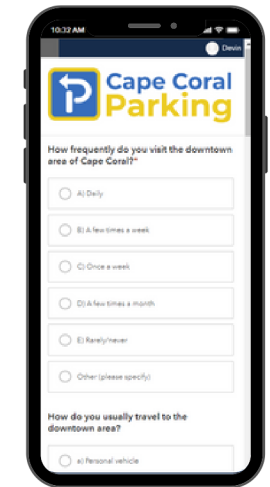 10:32 AM
Devin
Cape Coral
Parking
How frequently do you visit the downtown
area of Cape Coral?*
A) Daily
B) A few times a week
C) Once a week
D) A few times a month
E) Rarely/never
Other (please specify)
How do you usually travel to the
downtown area?
a) Personal vehicle